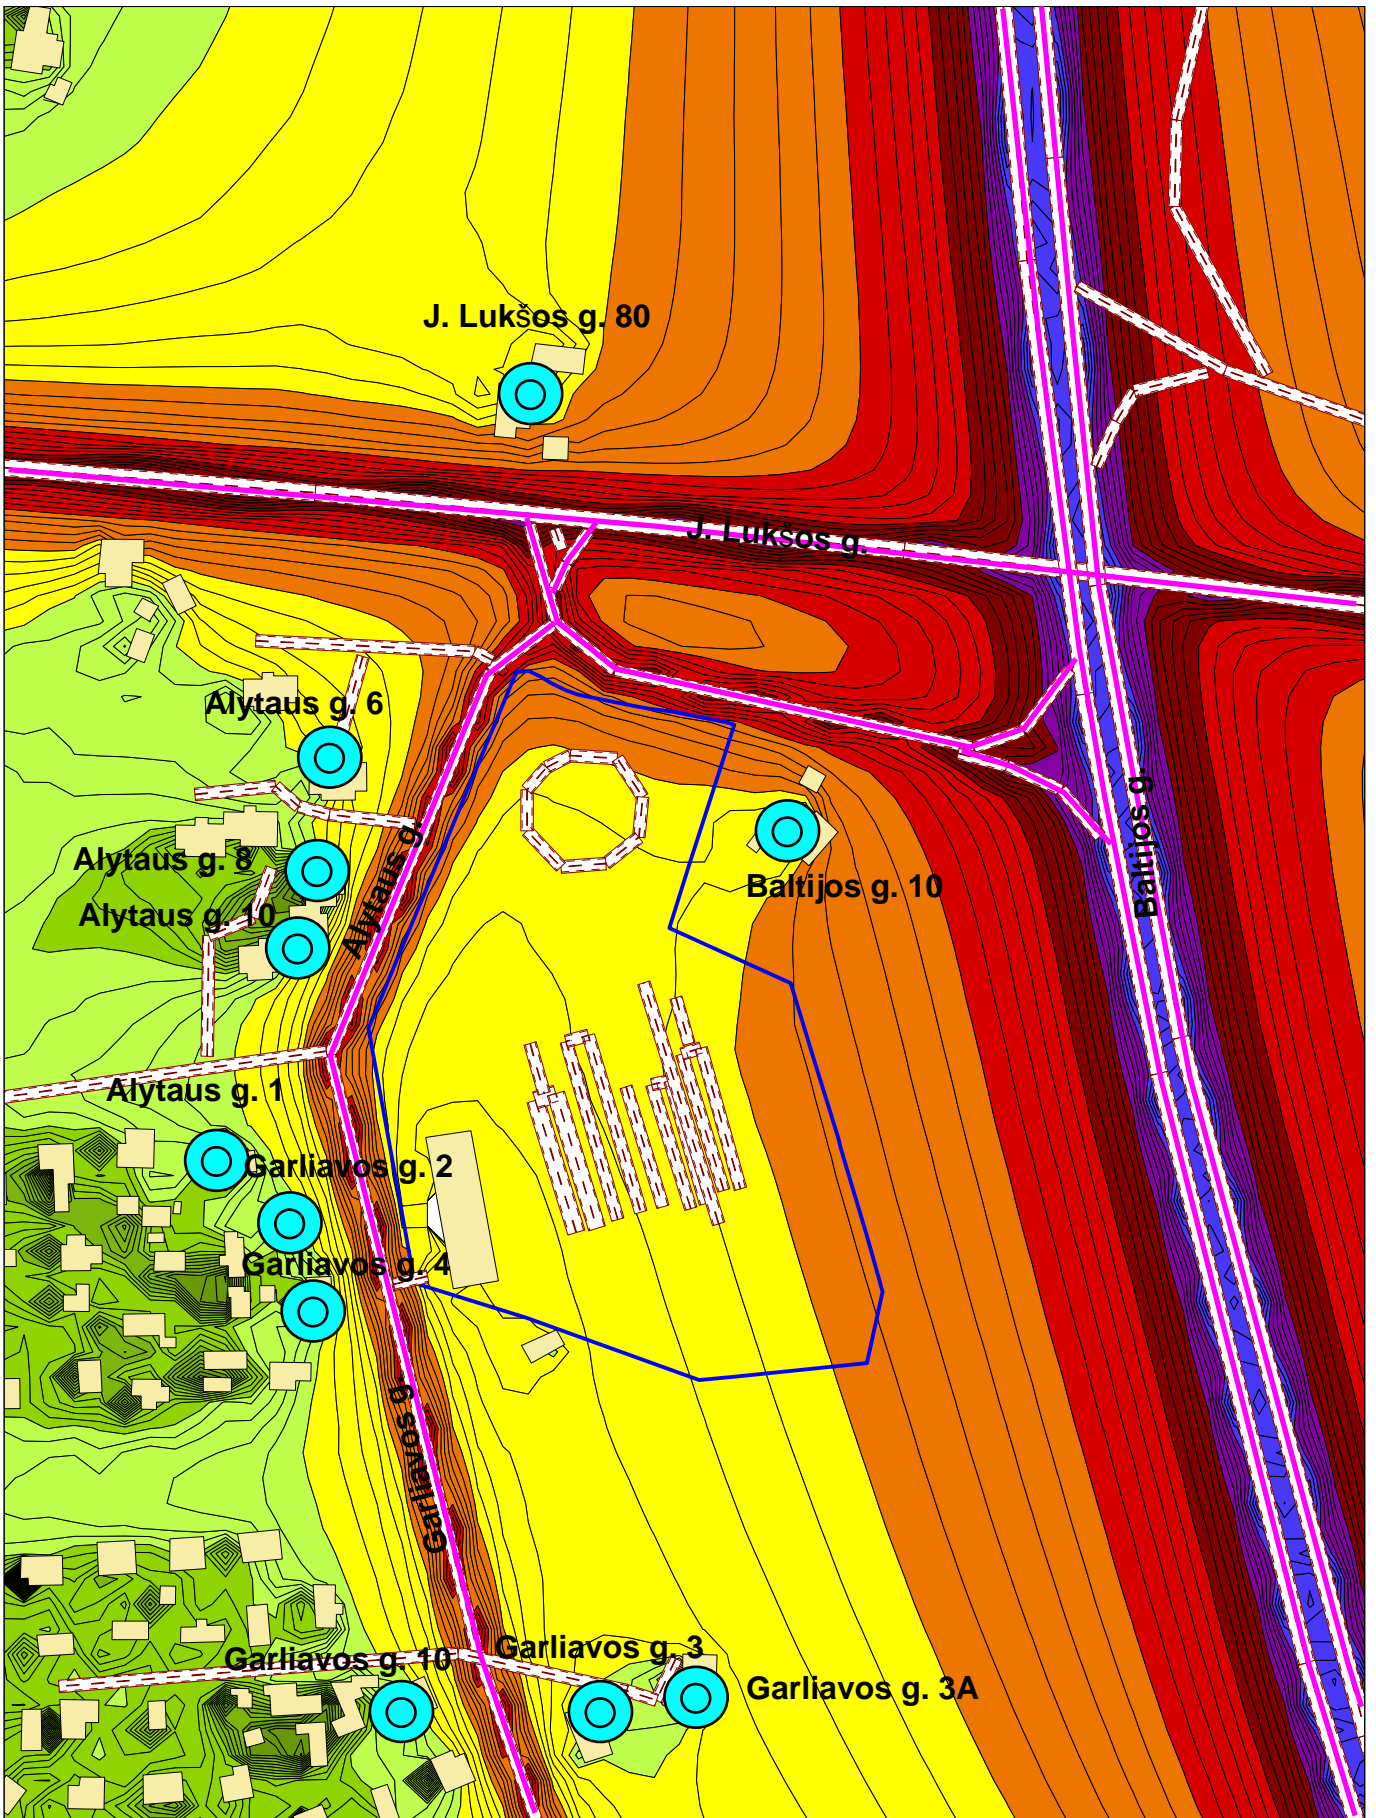 J. Lukšos g. 80
J. Lukšos g.
Alytaus g. 6
Alytaus g.
Baltijos g.
Alytaus g. 8
Baltijos g. 10
Alytaus g. 10
Alytaus g. 1
Garliavos g. 2
Garliavos g. 4
Garliavos g.
Garliavos g. 3
Garliavos g. 10
Garliavos g. 3A